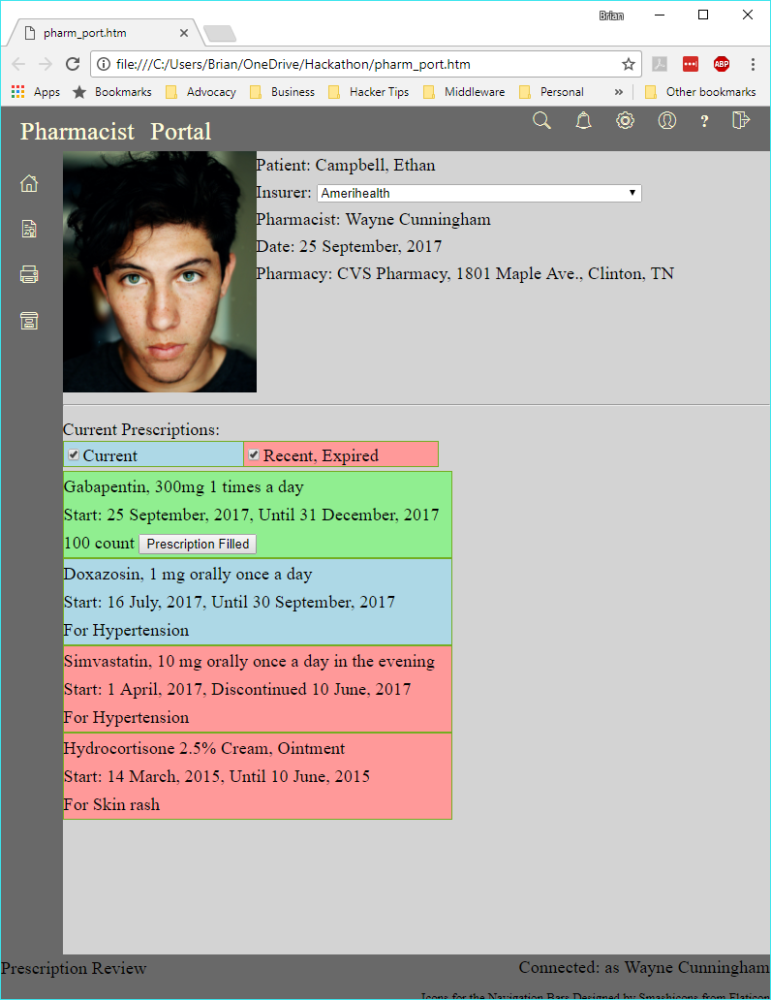 Brian
pharm_port.htm
file:///C:/Users/Brian/OneDrive/Hackathon/pharm_port.htm
ABP
Apps Bookmarks Advocacy Business Hacker Tips Middleware Personal » Other bookmarks
Pharmacist Portal
?
Patient: Campbell, Ethan
Insurer: Amerihealth
Pharmacist: Wayne Cunningham
Date: 25 September, 2017
Pharmacy: CVS Pharmacy, 1801 Maple Ave., Clinton, TN
Current Prescriptions:
Current Recent, Expired
Gabapentin, 300mg 1 times a day
Start: 25 September, 2017, Until 31 December, 2017
100 count Prescription Filled
Doxazosin, 1 mg orally once a day
Start: 16 July, 2017, Until 30 September, 2017
For Hypertension
Simvastatin, 10 mg orally once a day in the evening
Start: 1 April, 2017, Discontinued 10 June, 2017
For Hypertension
Hydrocortisone 2.5% Cream, Ointment
Start: 14 March, 2015, Until 10 June, 2015
For Skin rash
Prescription Review
Connected: as Wayne Cunningham
Icons for the Navigation Bars Designed by Smashicons from Flaticon